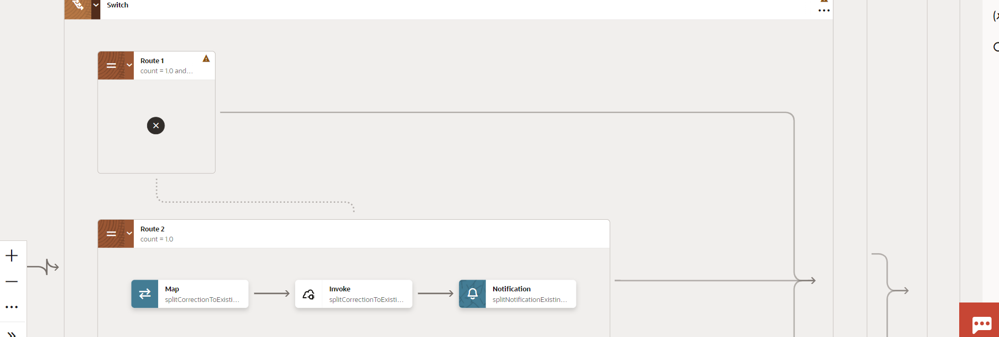 Switch
Route 1
count = 1.0 and...
Route 2
count = 1.0
Map
splitCorrectionToExisti...
Invoke
splitCorrectionToExisti...
Notification
splitNotificationExistin...